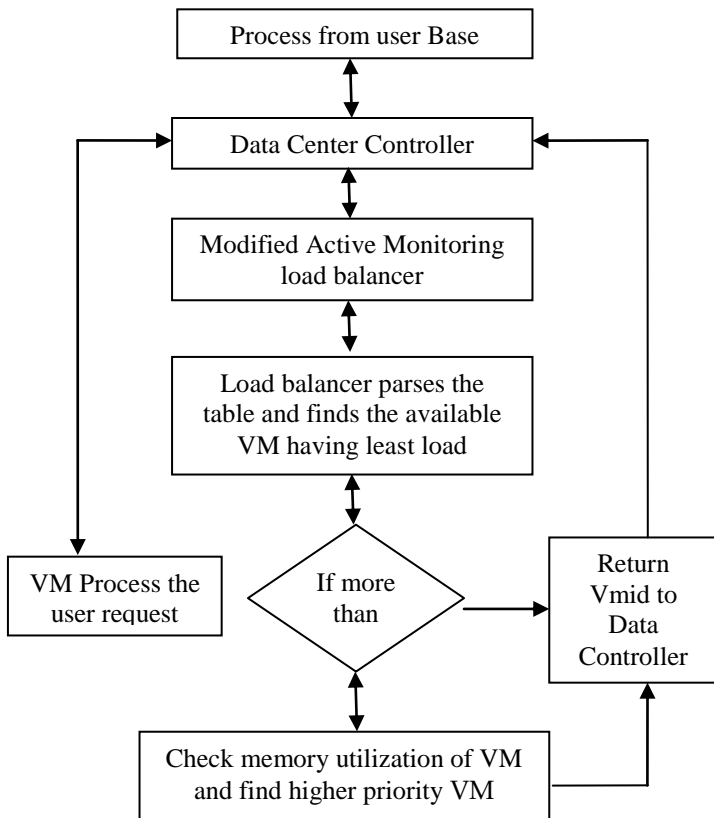 Process from user Base
Data Center Controller
Modified Active Monitoring
load balancer
Load balancer parses the
table and finds the available
VM having least load
VM Process the
user request
If more
than
Return
Vmid to
Data
Controller
Check memory utilization of VM
and find higher priority VM